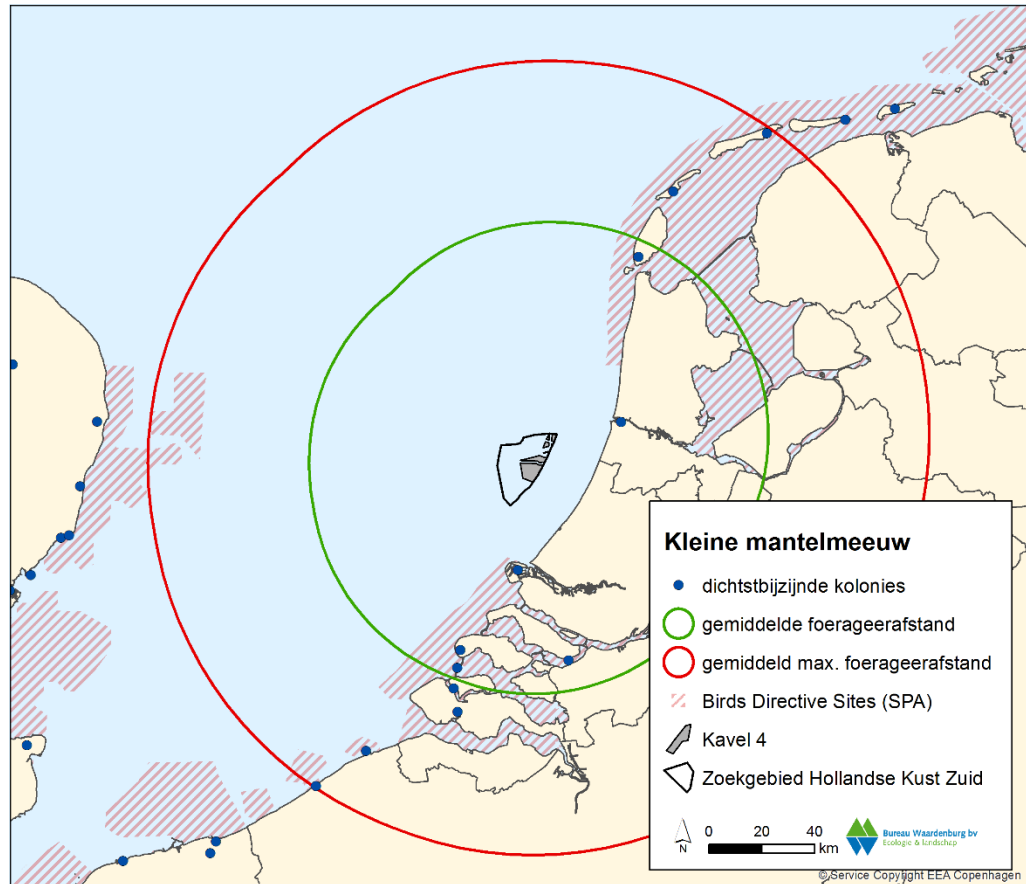 Kleine mantelmeeuw
dichtstbijzijnde kolonies
gemiddelde foerageerafstand
gemiddeld max. foerageerafstand
Birds Directive Sites (SPA)
Kavel 4
Zoekgebied Hollandse Kust Zuid
N
0 20 40
km
Bureau Waardenburg bv
Ecologie & landschap
© Service Copyright EEA Copenhagen